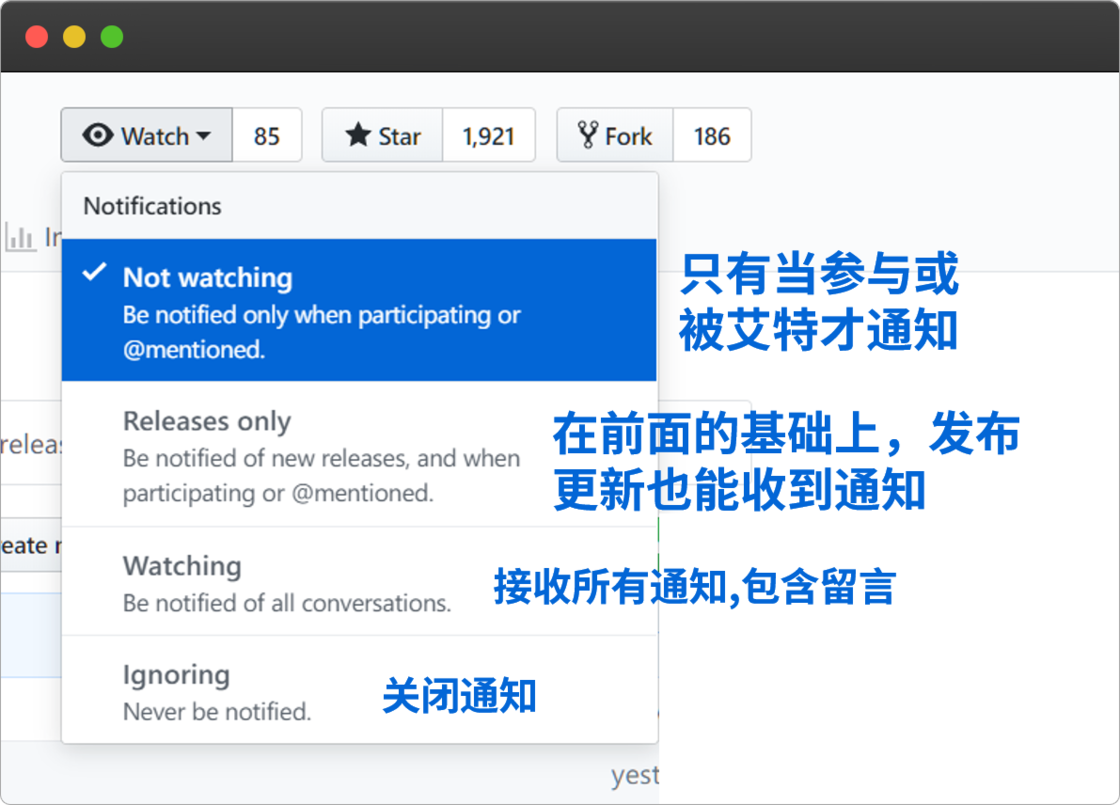 Watch 85 Star 1,921 Fork 186
Notifications
In
Not watching
Be notified only when participating or
@mentioned.
只有当参与或
被艾特才通知
Releases only
Be notified of new releases, and when
participating or @mentioned.
在前面的基础上，发布
更新也能收到通知
releas
eate n
Watching
Be notified of all conversations.
接收所有通知,包含留言
Ignoring
Never be notified.
关闭通知
yest